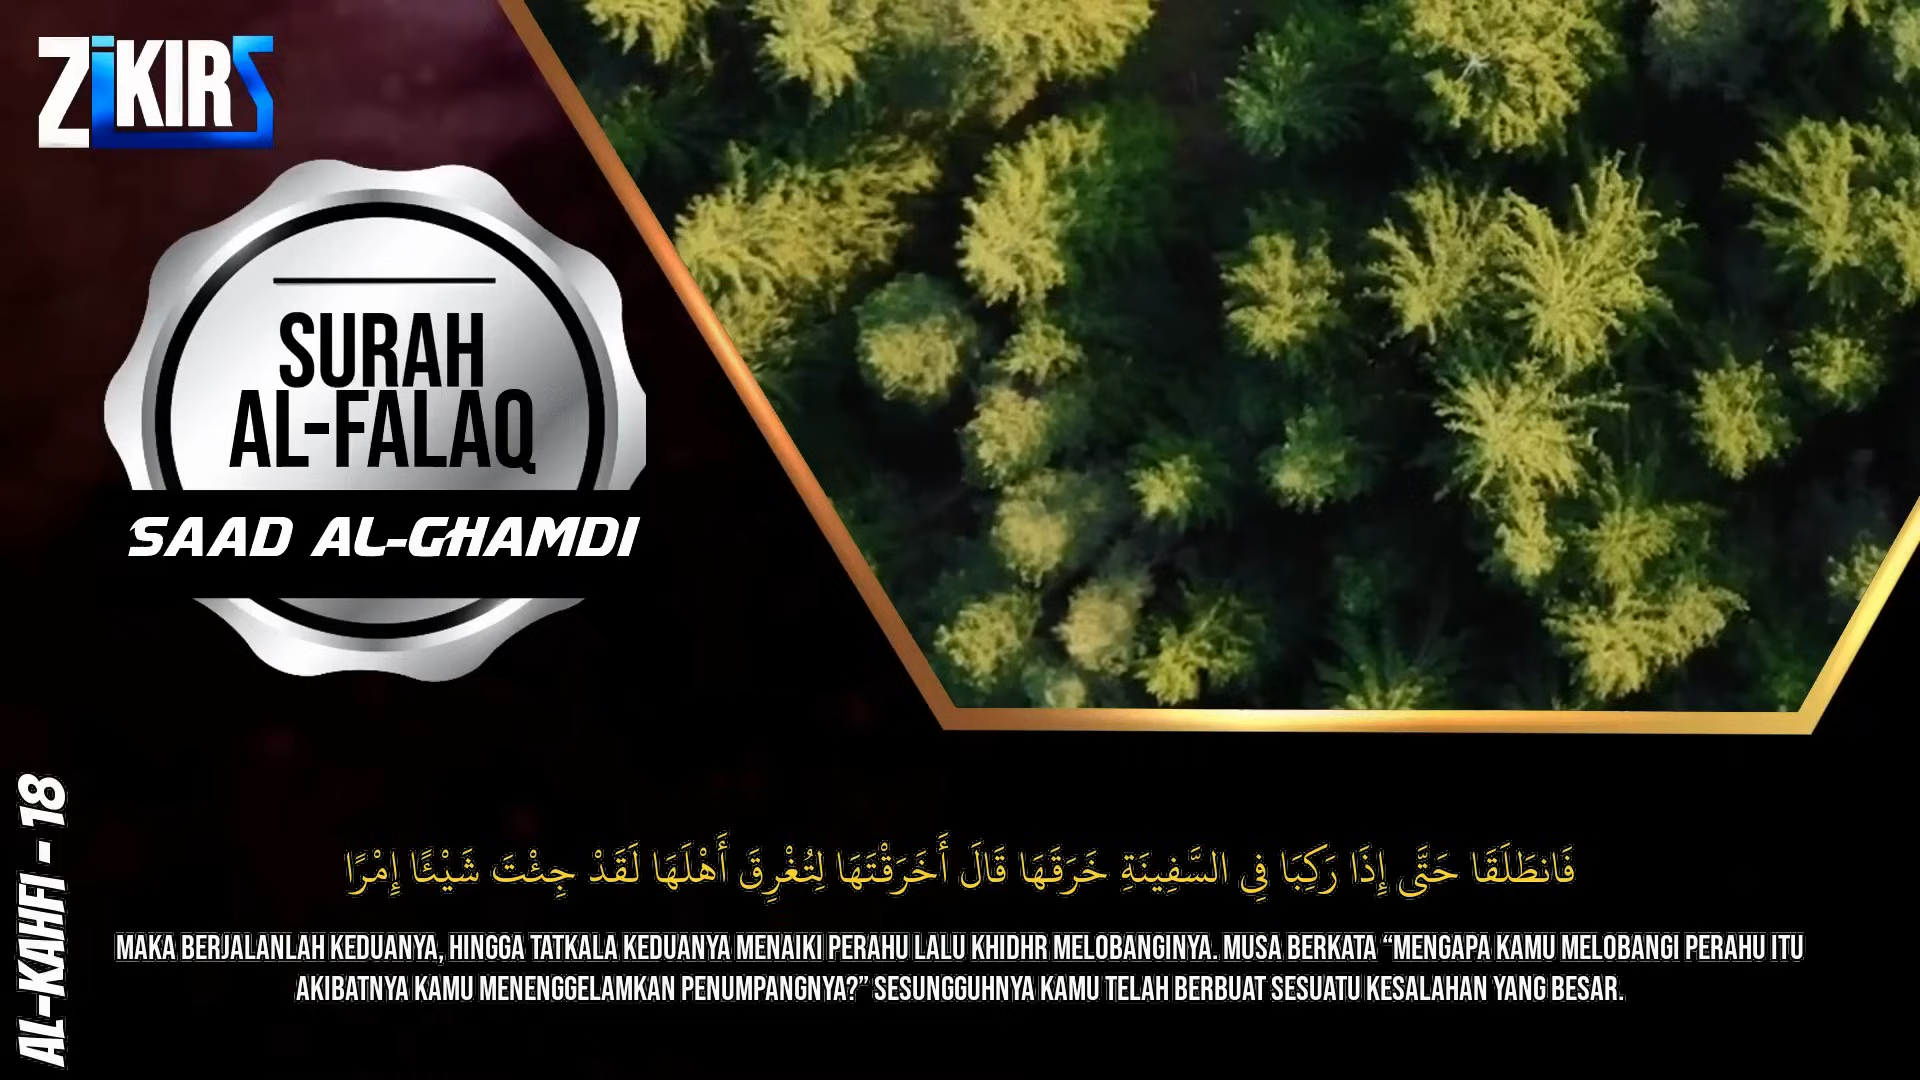 ZiKIRS
SURAH
AL-FALAQ
SAAD AL-GHAMDI
AL-KAHFI - 18
فَانطَلَقَا حَتَّى إِذَا رَكِبَا فِي السَّفِينَةِ خَرَقَهَا قَالَ أَخَرَقْتَهَا لِتُغْرِقَ أَهْلَهَا لَقَدْ جِئْتَ شَيْئًا إِمْرًا
MAKA BERJALANLAH KEDUANYA, HINGGA TATKALA KEDUANYA MENAIKI PERAHU LALU KHIDHR MELOBANGINYA. MUSA BERKATA “MENGAPA KAMU MELOBANGI PERAHU ITU
AKIBATNYA KAMU MENENGGELAMKAN PENUMPANGNYA?” SESUNGGUHNYA KAMU TELAH BERBUAT SESUATU KESALAHAN YANG BESAR.